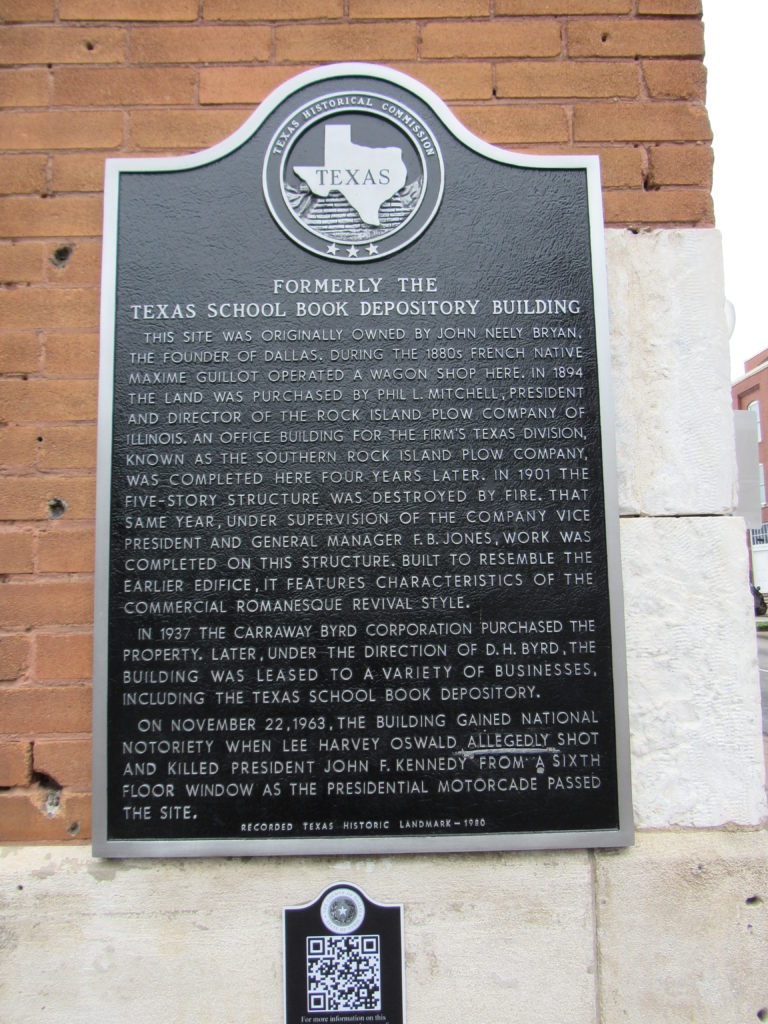 TEXAS HISTORICAL COMMISSION
TEXAS
FORMERLY THE
TEXAS SCHOOL BOOK DEPOSITORY BUILDING
THIS SITE WAS ORIGINALLY OWNED BY JOHN NEELY BRYAN,
THE FOUNDER OF DALLAS. DURING THE 1880s FRENCH NATIVE
MAXIME GUILLOT OPERATED A WAGON SHOP HERE. IN 1894
THE LAND WAS PURCHASED BY PHIL L. MITCHELL, PRESIDENT
AND DIRECTOR OF THE ROCK ISLAND PLOW COMPANY OF
ILLINOIS. AN OFFICE BUILDING FOR THE FIRM'S TEXAS DIVISION,
KNOWN AS THE SOUTHERN ROCK ISLAND PLOW COMPANY,
WAS COMPLETED HERE FOUR YEARS LATER. IN 1901 THE
FIVE-STORY STRUCTURE WAS DESTROYED BY FIRE. THAT
SAME YEAR, UNDER SUPERVISION OF THE COMPANY VICE
PRESIDENT AND GENERAL MANAGER F.B. JONES, WORK WAS
COMPLETED ON THIS STRUCTURE. BUILT TO RESEMBLE THE
EARLIER EDIFICE, IT FEATURES CHARACTERISTICS OF THE
COMMERCIAL ROMANESQUE REVIVAL STYLE.
IN 1937 THE CARRAWAY BYRD CORPORATION PURCHASED THE
PROPERTY. LATER, UNDER THE DIRECTION OF D.H. BYRD, THE
BUILDING WAS LEASED TO A VARIETY OF BUSINESSES,
INCLUDING THE TEXAS SCHOOL BOOK DEPOSITORY.
ON NOVEMBER 22, 1963, THE BUILDING GAINED NATIONAL
NOTORIETY WHEN LEE HARVEY OSWALD ALLEGEDLY SHOT
AND KILLED PRESIDENT JOHN F. KENNEDY FROM A SIXTH
FLOOR WINDOW AS THE PRESIDENTIAL MOTORCADE PASSED
THE SITE.
RECORDED TEXAS HISTORIC LANDMARK - 1980
For more information on this